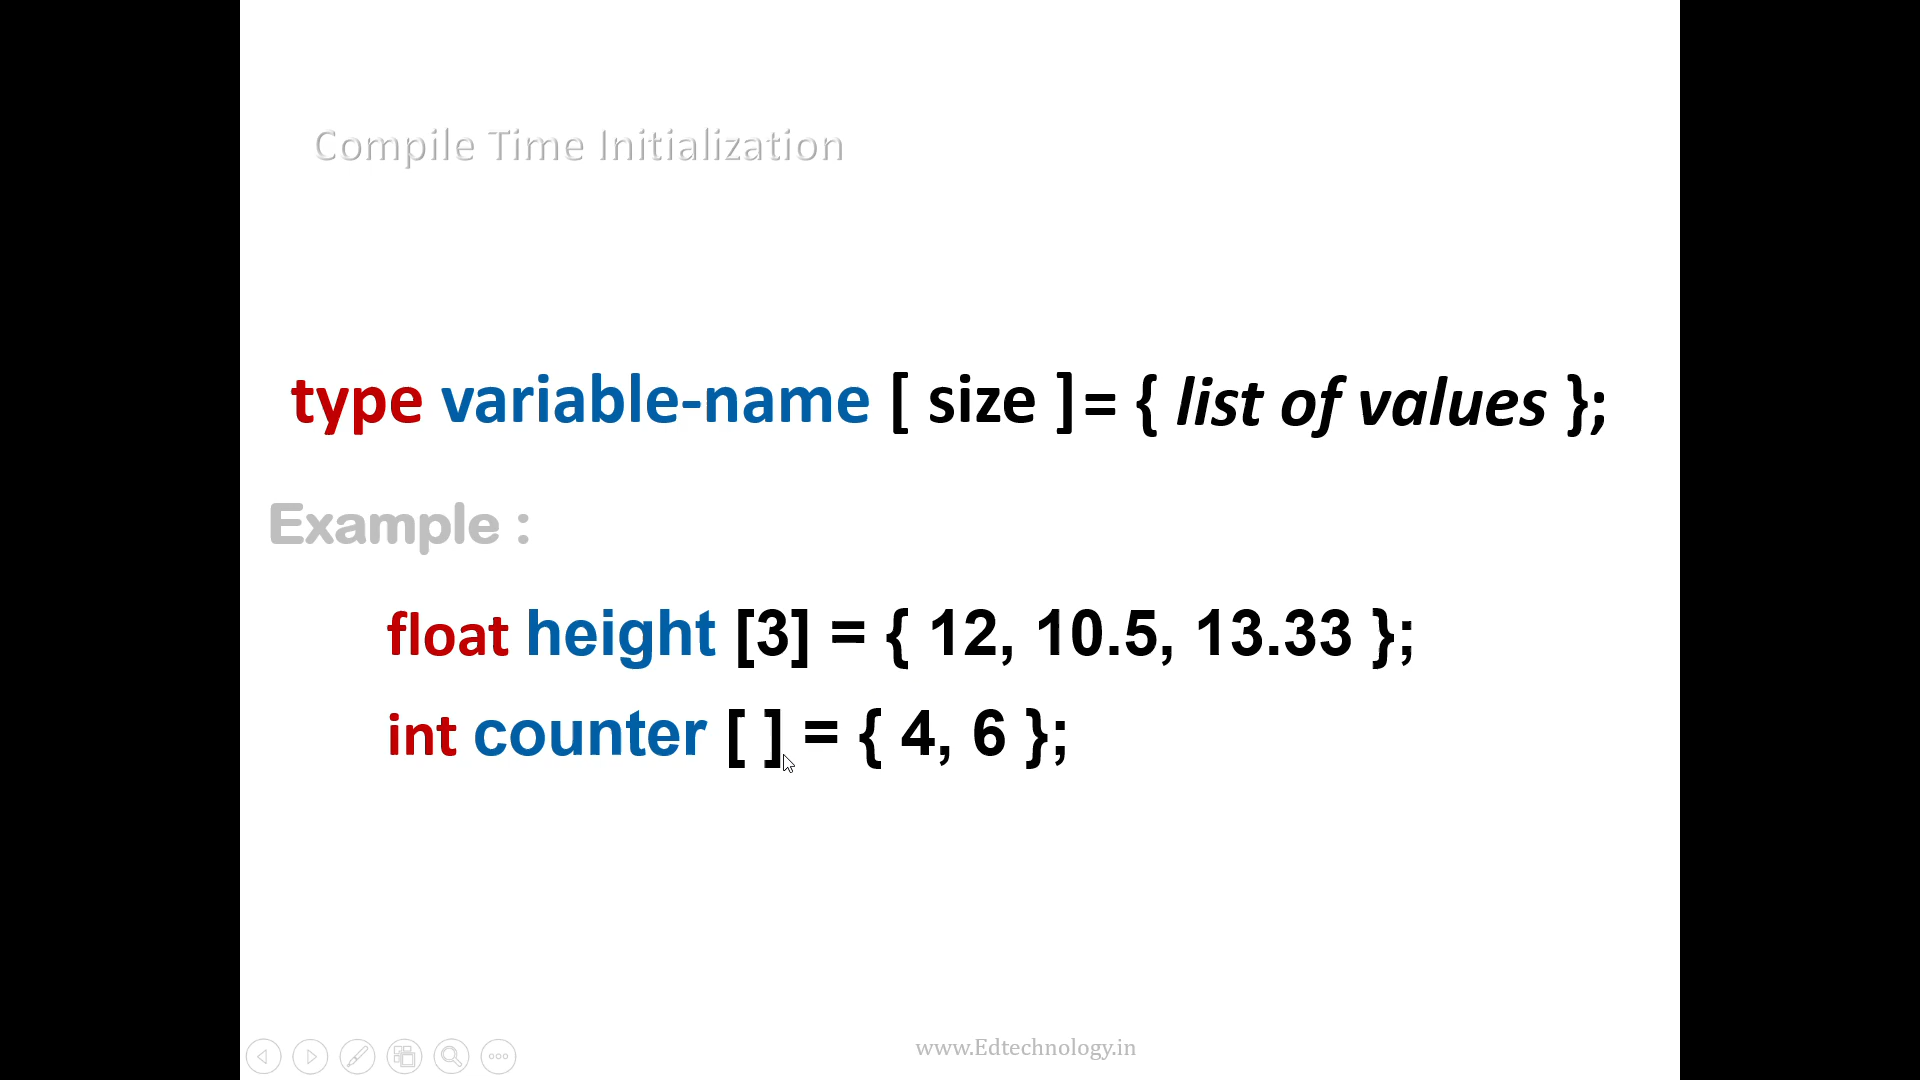 Compile Time Initialization
type variable-name [ size ] = { list of values };
Example :
float height [3] = { 12, 10.5, 13.33 };
int counter [ ] = { 4, 6 };
www.Edtechnology.in